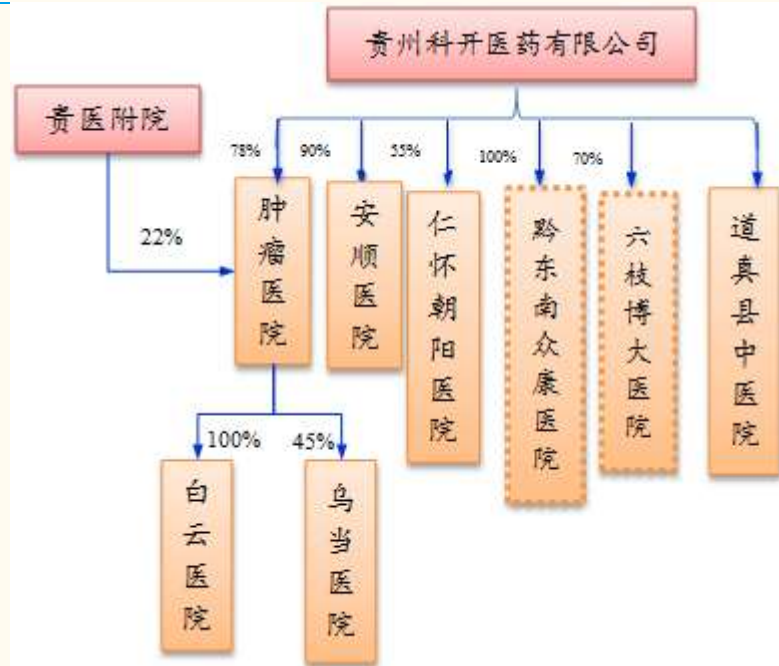 贵州科开医药有限公司
贵医附院
78%
90%
55%
100%
70%
22%
肿瘤医院
安顺医院
仁怀朝阳医院
黔东南众康医院
六枝博大医院
道真县中医院
100%
45%
白云医院
乌当医院